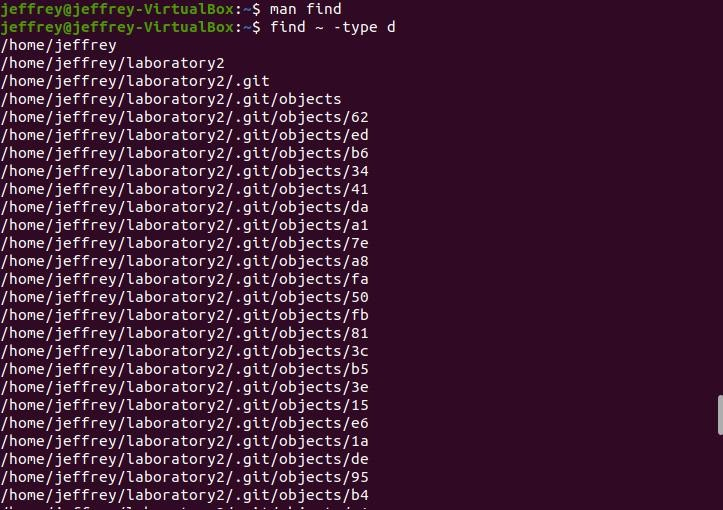 jeffrey@jeffrey-VirtualBox:~$ man find
jeffrey@jeffrey-VirtualBox:~$ find ~ -type d
/home/jeffrey
/home/jeffrey/laboratory2
/home/jeffrey/laboratory2/.git
/home/jeffrey/laboratory2/.git/objects
/home/jeffrey/laboratory2/.git/objects/62
/home/jeffrey/laboratory2/.git/objects/ed
/home/jeffrey/laboratory2/.git/objects/b6
/home/jeffrey/laboratory2/.git/objects/34
/home/jeffrey/laboratory2/.git/objects/41
/home/jeffrey/laboratory2/.git/objects/da
/home/jeffrey/laboratory2/.git/objects/a1
/home/jeffrey/laboratory2/.git/objects/7e
/home/jeffrey/laboratory2/.git/objects/a8
/home/jeffrey/laboratory2/.git/objects/fa
/home/jeffrey/laboratory2/.git/objects/50
/home/jeffrey/laboratory2/.git/objects/fb
/home/jeffrey/laboratory2/.git/objects/81
/home/jeffrey/laboratory2/.git/objects/3c
/home/jeffrey/laboratory2/.git/objects/b5
/home/jeffrey/laboratory2/.git/objects/3e
/home/jeffrey/laboratory2/.git/objects/15
/home/jeffrey/laboratory2/.git/objects/e6
/home/jeffrey/laboratory2/.git/objects/1a
/home/jeffrey/laboratory2/.git/objects/de
/home/jeffrey/laboratory2/.git/objects/95
/home/jeffrey/laboratory2/.git/objects/b4